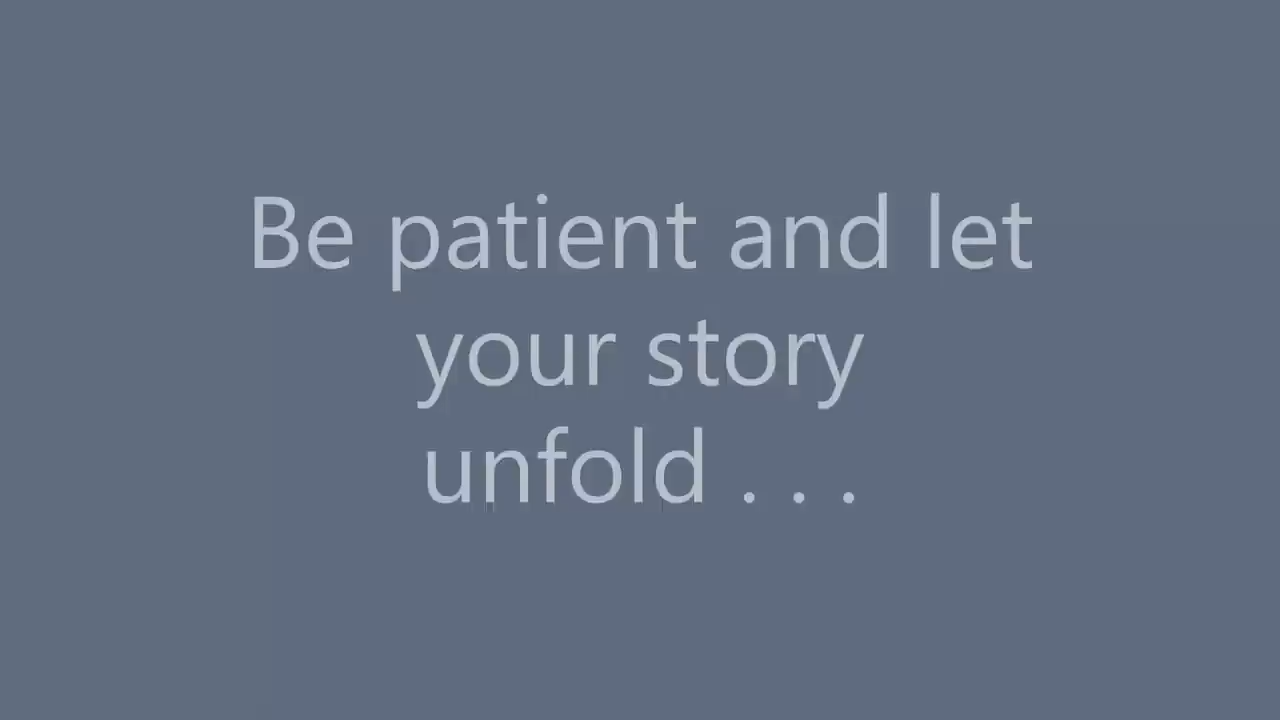 Be patient and let
your story
unfold . . .